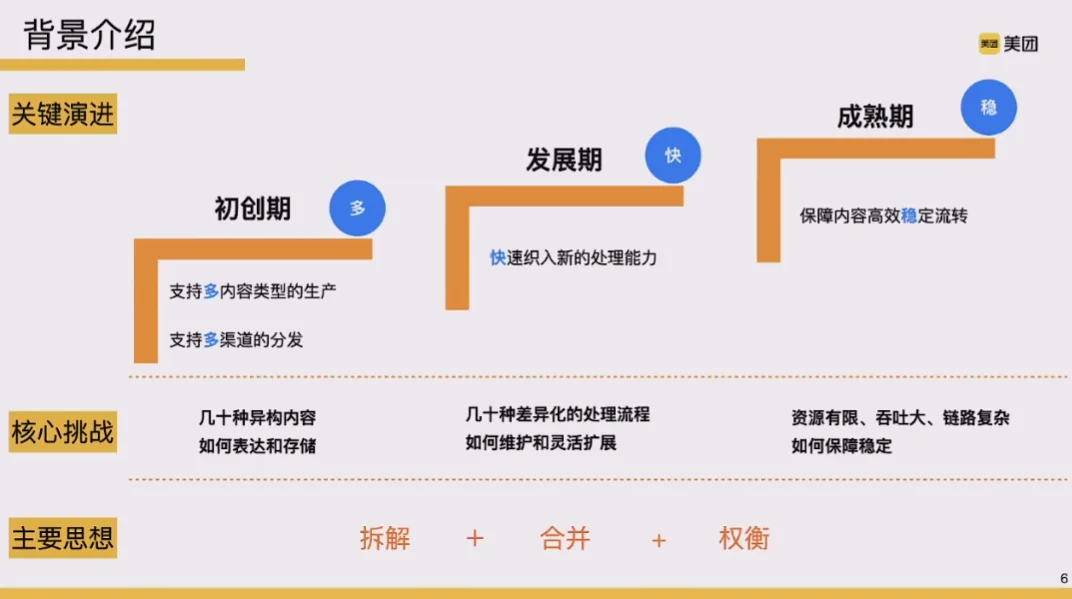 背景介绍
美团 美团
关键演进
初创期
多
支持多内容类型的生产
支持多渠道的分发
发展期
快
快速织入新的处理能力
成熟期
稳
保障内容高效稳定流转
核心挑战
几十种异构内容
如何表达和存储
几十种差异化的处理流程
如何维护和灵活扩展
资源有限、吞吐大、链路复杂
如何保障稳定
主要思想
拆解 + 合并 + 权衡
6